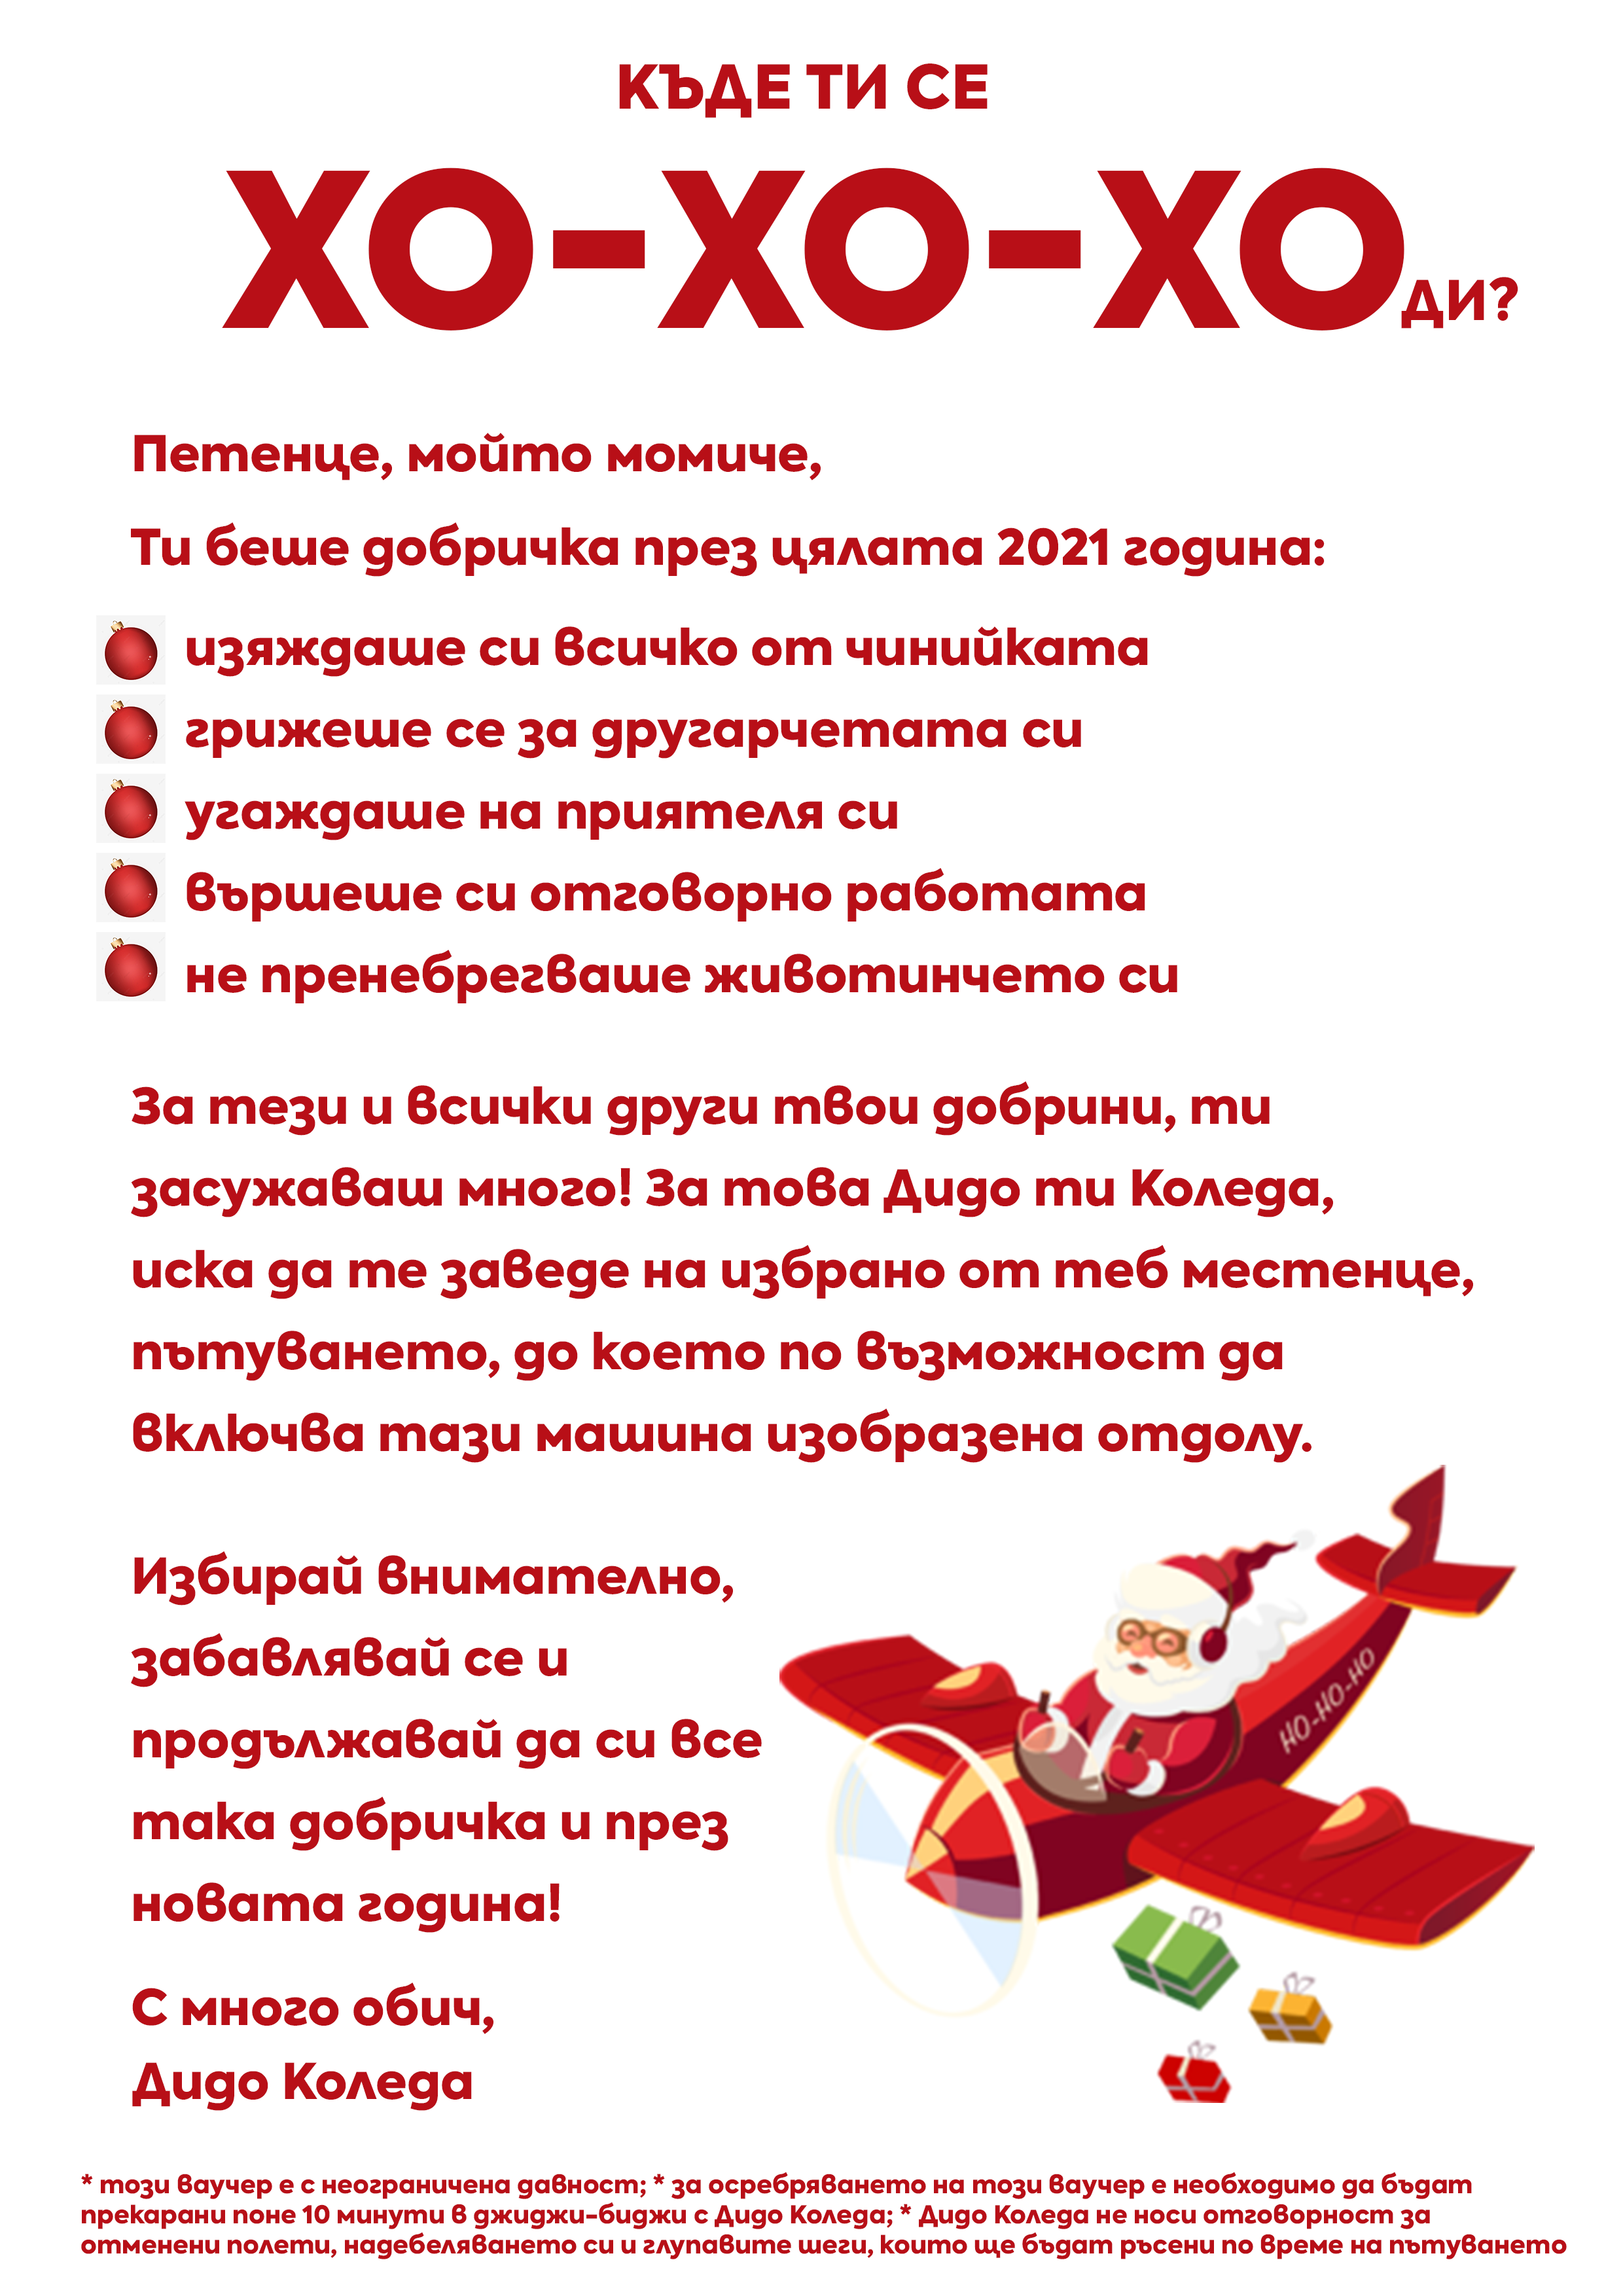 КЪДЕ ТИ СЕ
ХО-ХО-ХОДИ?
Петенце, мойто момиче,
Ти беше добричка през цялата 2021 година:
изяждаше си всичко от чинийката
грижеше се за другарчетата си
угаждаше на приятеля си
вършеше си отговорно работата
не пренебрегваше животинчето си
За тези и всички други твои добрини, ти
засужаваш много! За това Дидо ти Коледа,
иска да те заведе на избрано от теб местенце,
пътуването, до което по възможност да
включва тази машина изобразена отдолу.
Избирай внимателно,
забавлявай се и
продължавай да си все
така добричка и през
новата година!
HO-HO-HO
С много обич,
Дидо Коледа
* този ваучер е с неограничена давност; * за осребряването на този ваучер е необходимо да бъдат
прекарани поне 10 минути в джиджи-биджи с Дидо Коледа; * Дидо Коледа не носи отговорност за
отменени полети, надебеляването си и глупавите шеги, които ще бъдат ръсени по време на пътуването